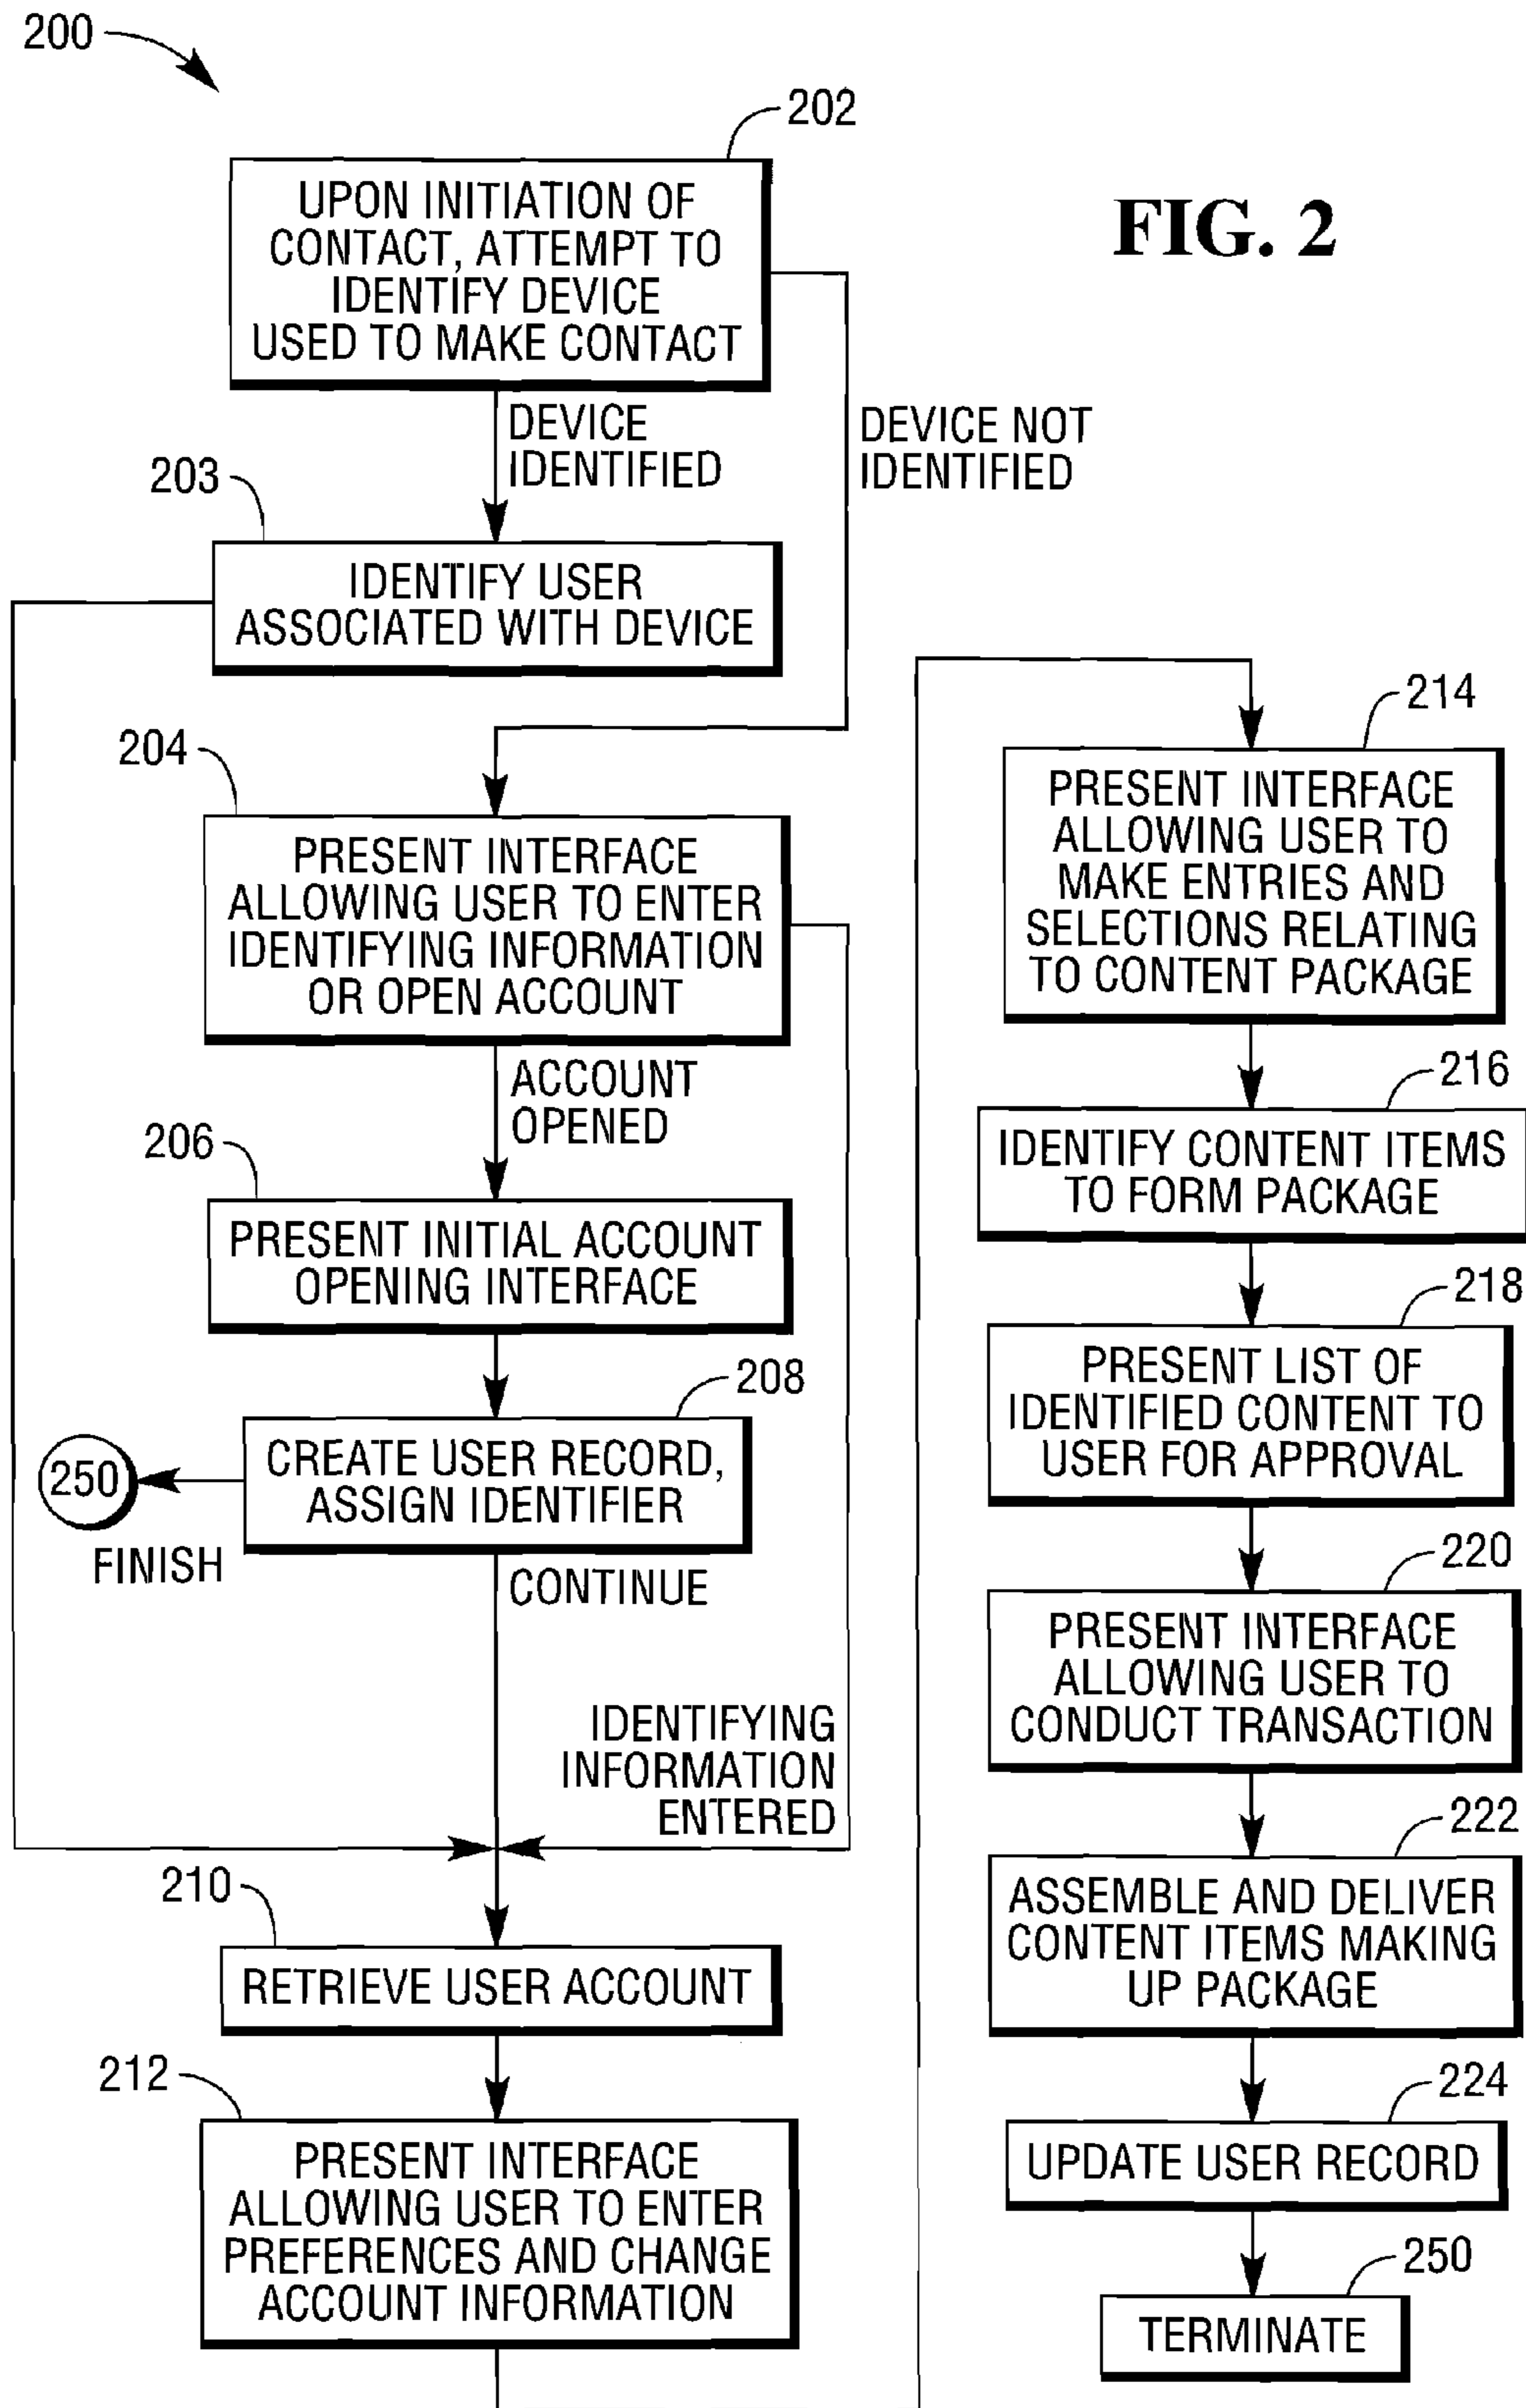 200
202
UPON INITIATION OF
CONTACT, ATTEMPT TO
IDENTIFY DEVICE
USED TO MAKE CONTACT
FIG. 2
DEVICE
IDENTIFIED
DEVICE NOT
IDENTIFIED
203
IDENTIFY USER
ASSOCIATED WITH DEVICE
204
PRESENT INTERFACE
ALLOWING USER TO ENTER
IDENTIFYING INFORMATION
OR OPEN ACCOUNT
ACCOUNT
OPENED
206
PRESENT INITIAL ACCOUNT
OPENING INTERFACE
208
CREATE USER RECORD,
ASSIGN IDENTIFIER
250
FINISH
CONTINUE
IDENTIFYING
INFORMATION
ENTERED
210
RETRIEVE USER ACCOUNT
212
PRESENT INTERFACE
ALLOWING USER TO ENTER
PREFERENCES AND CHANGE
ACCOUNT INFORMATION
214
PRESENT INTERFACE
ALLOWING USER TO
MAKE ENTRIES AND
SELECTIONS RELATING
TO CONTENT PACKAGE
216
IDENTIFY CONTENT ITEMS
TO FORM PACKAGE
218
PRESENT LIST OF
IDENTIFIED CONTENT TO
USER FOR APPROVAL
220
PRESENT INTERFACE
ALLOWING USER TO
CONDUCT TRANSACTION
222
ASSEMBLE AND DELIVER
CONTENT ITEMS MAKING
UP PACKAGE
224
UPDATE USER RECORD
250
TERMINATE